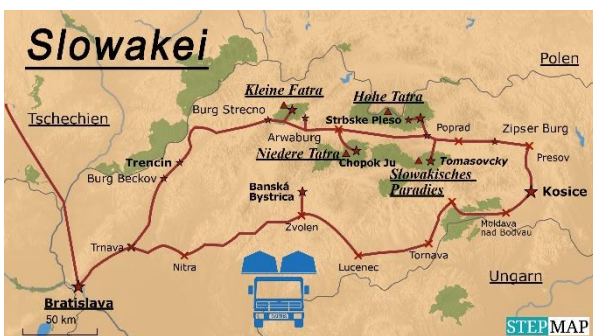 Slowakei
Polen
Kleine Fatra
Hohe Tatra
Burg Strecno
Tschechien
Strbske Pleso
Arwaburg
Poprad
Zipser Burg
Niedere Tatra
Chopok Ju
Tomasovcky
Presov
Trencin
Burg Beckov
Slowakisches
Paradies
Banská
Bystrica
Kosice
Zvolen
Moldava
nad Bodvau
Trnava
Nitra
Lucenec
Tornava
Ungarn
Bratislava
50 km
STEPMAP